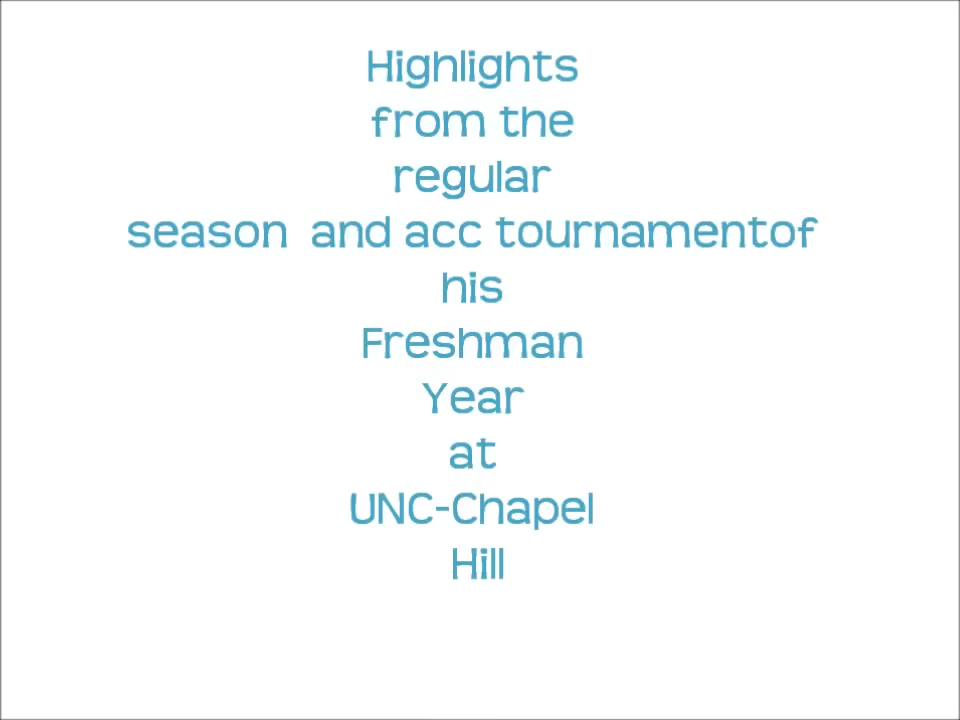 Highlights
from the
regular
season  and acc tournamentof
his
Freshman
Year
at
UNC-Chapel
Hill